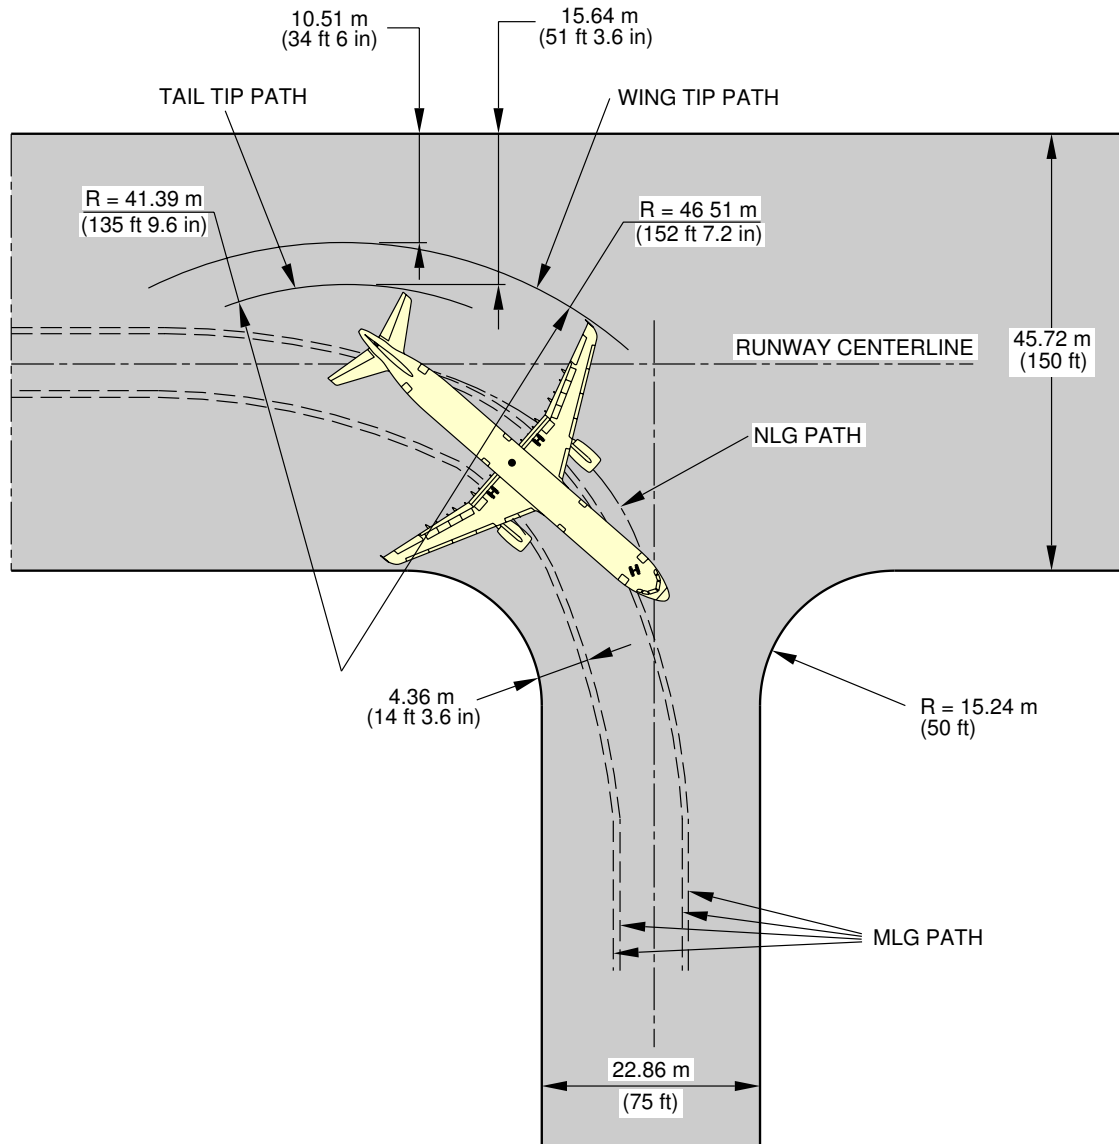 10.51 m
(34 ft 6 in)
15.64 m
(51 ft 3.6 in)
TAIL TIP PATH
WING TIP PATH
R = 41.39 m
(135 ft 9.6 in)
R = 46 51 m
(152 ft 7.2 in)
RUNWAY CENTERLINE
45.72 m
(150 ft)
NLG PATH
4.36 m
(14 ft 3.6 in)
R = 15.24 m
(50 ft)
MLG PATH
22.86 m
(75 ft)